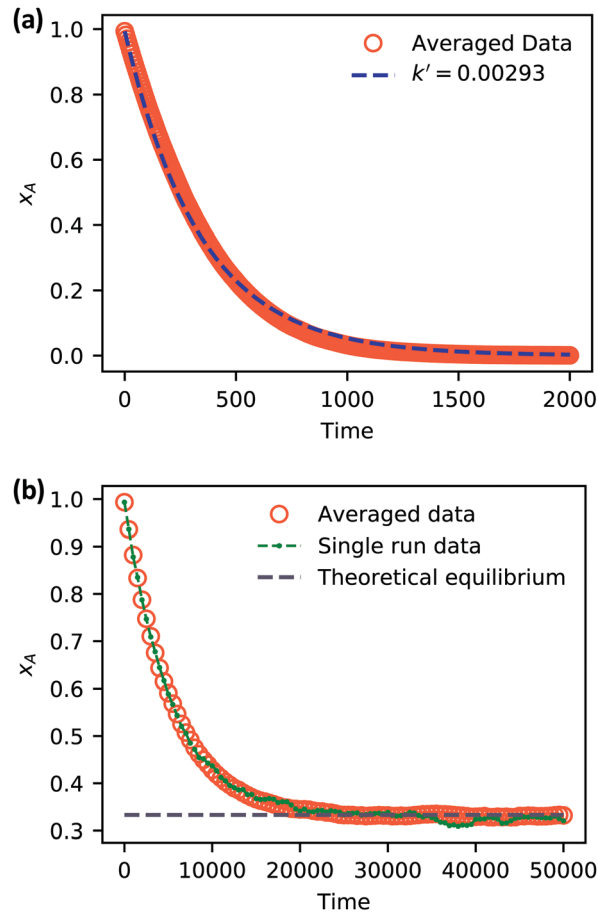 (a)
1.0
0.8
0.6
0.4
0.2
0.0
x_A
Averaged Data
k′ = 0.00293
0 500 1000 1500 2000
Time
(b)
1.0
0.9
0.8
0.7
0.6
0.5
0.4
0.3
x_A
Averaged data
Single run data
Theoretical equilibrium
0 10000 20000 30000 40000 50000
Time